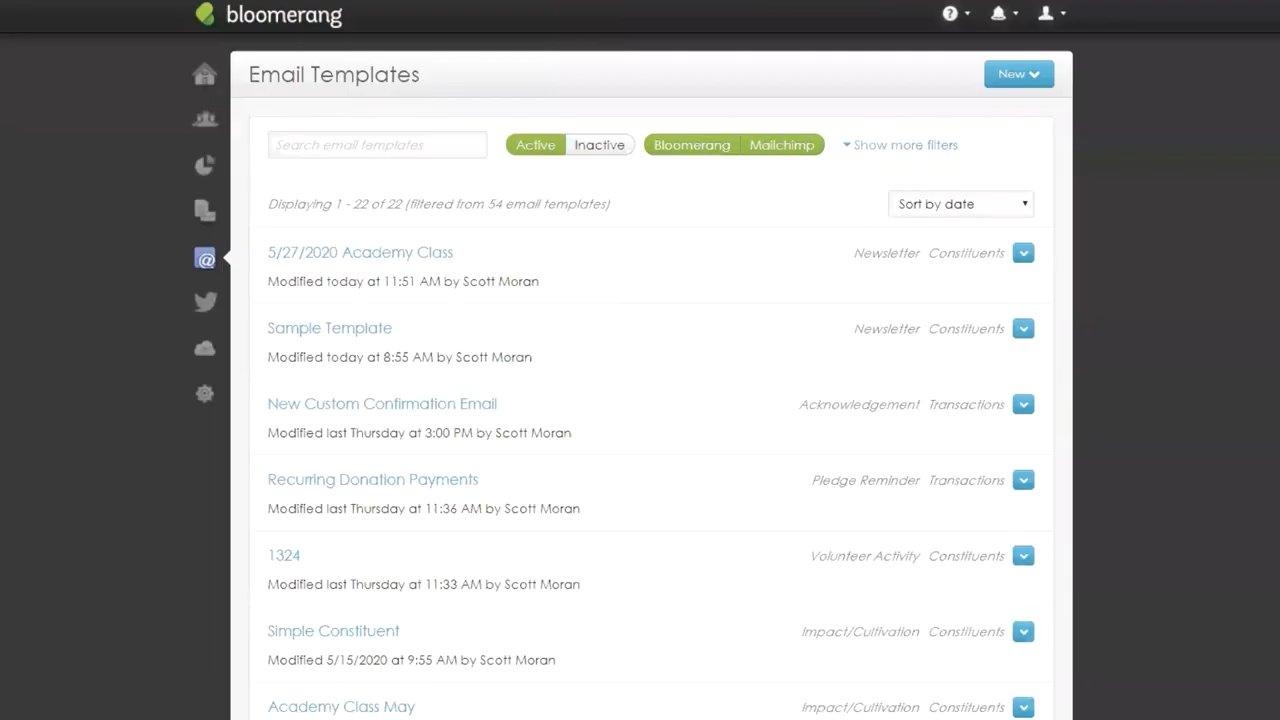 bloomerang
Email Templates
New
Search email templates
Active Inactive Bloomerang Mailchimp Show more filters
Displaying 1 - 22 of 22 (filtered from 54 email templates)
Sort by date
5/27/2020 Academy Class
Newsletter Constituents
Modified today at 11:51 AM by Scott Moran
Sample Template
Newsletter Constituents
Modified today at 8:55 AM by Scott Moran
New Custom Confirmation Email
Acknowledgement Transactions
Modified last Thursday at 3:00 PM by Scott Moran
Recurring Donation Payments
Pledge Reminder Transactions
Modified last Thursday at 11:36 AM by Scott Moran
1324
Volunteer Activity Constituents
Modified last Thursday at 11:33 AM by Scott Moran
Simple Constituent
Impact/Cultivation Constituents
Modified 5/15/2020 at 9:55 AM by Scott Moran
Academy Class May
Impact/Cultivation Constituents